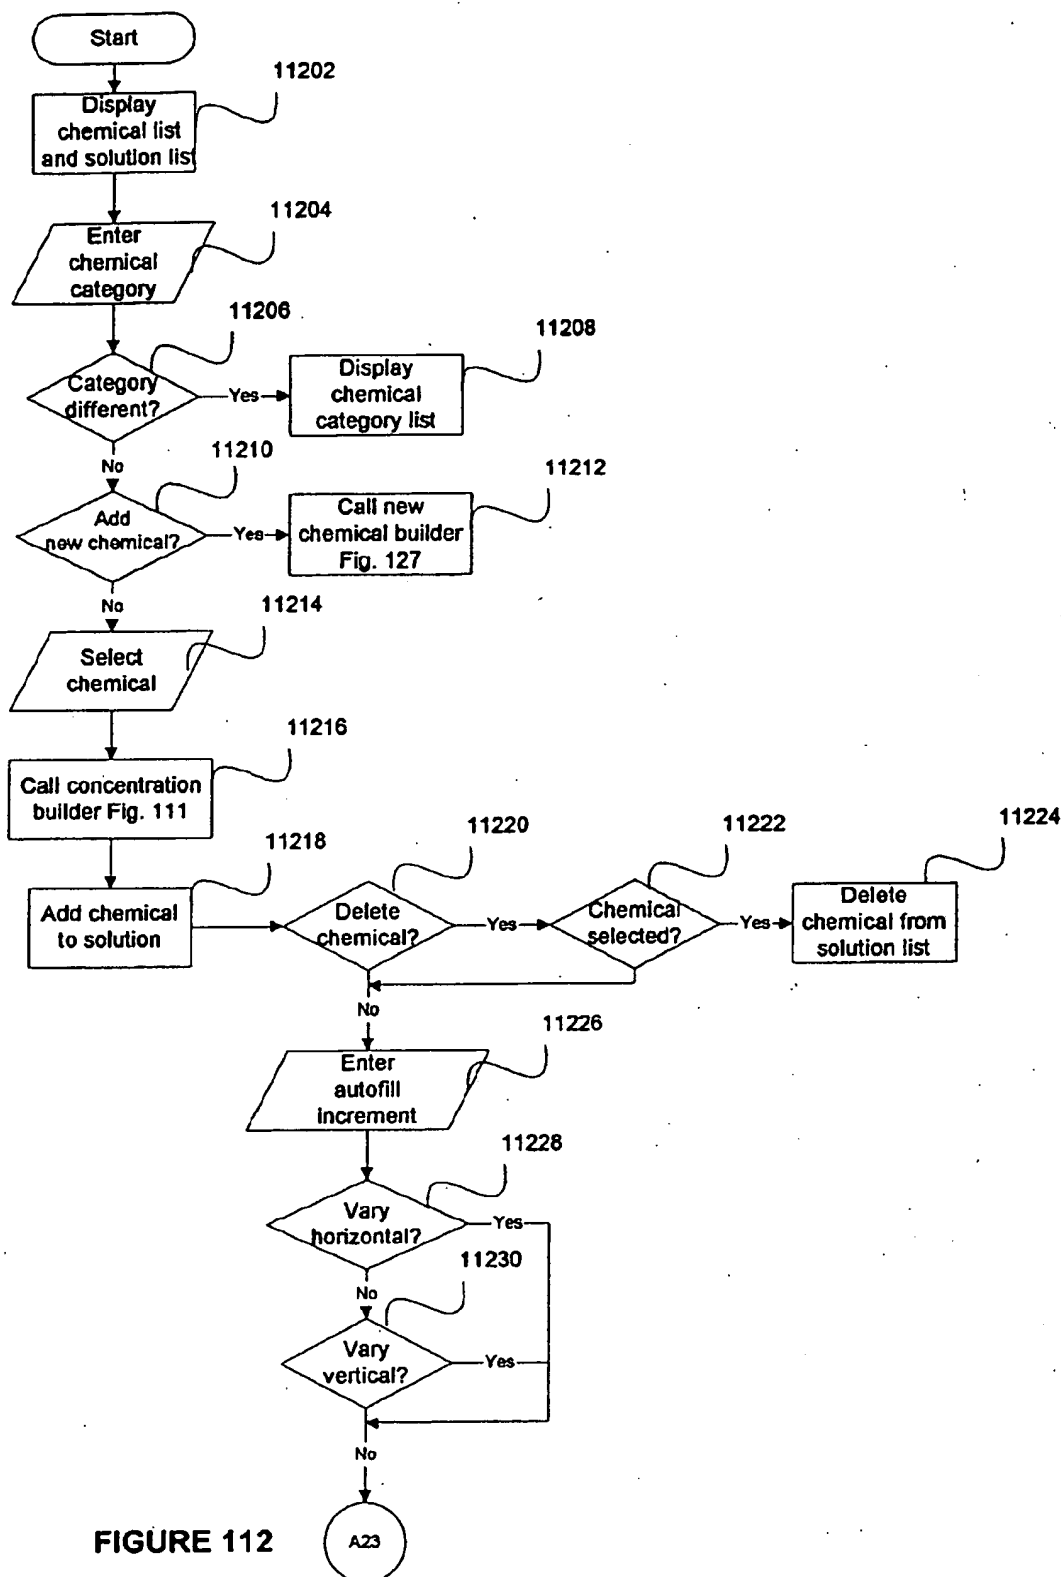 Start
11202
Display
chemical list
and solution list
11204
Enter
chemical
category
11206
Category
different?
Yes
11208
Display
chemical
category list
No
11210
Add
new chemical?
Yes
11212
Call new
chemical builder
Fig. 127
No
11214
Select
chemical
11216
Call concentration
builder Fig. 111
11218
Add chemical
to solution
11220
Delete
chemical?
Yes
11222
Chemical
selected?
Yes
11224
Delete
chemical from
solution list
No
11226
Enter
autofill
increment
11228
Vary
horizontal?
Yes
No
11230
Vary
vertical?
Yes
No
A23
FIGURE 112